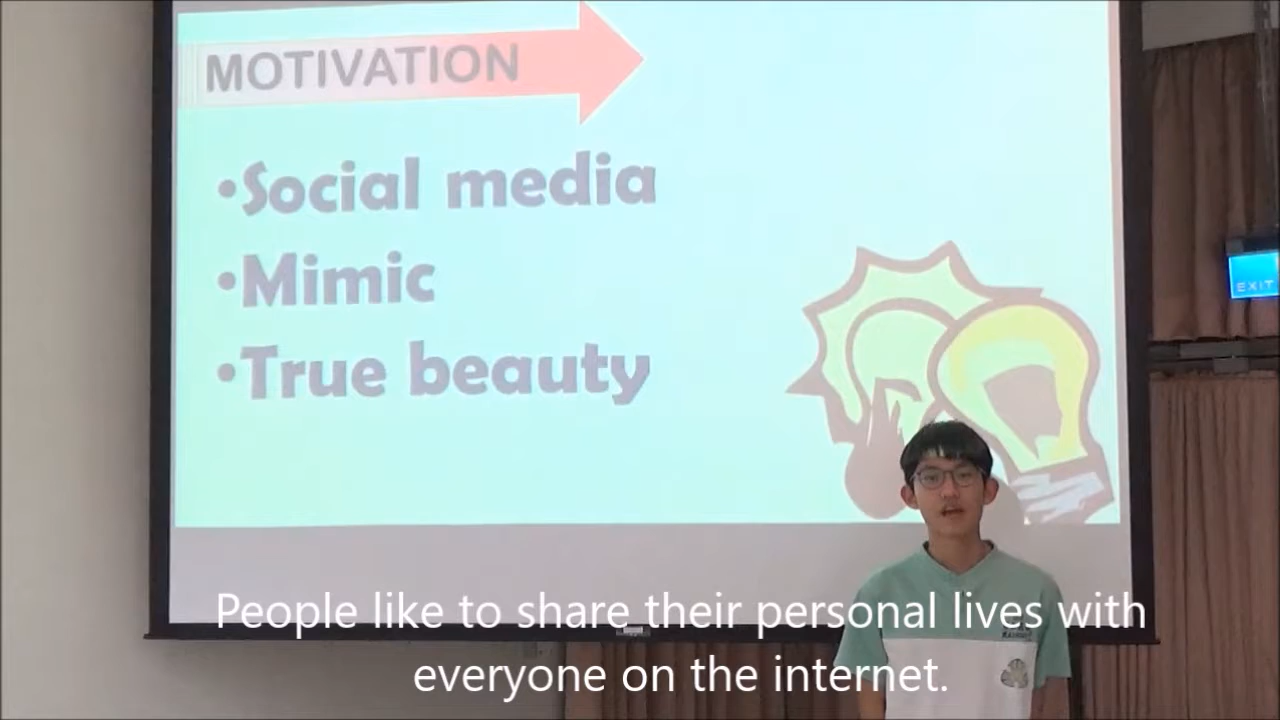 MOTIVATION
•Social media
•Mimic
•True beauty
EXIT
People like to share their personal lives with
everyone on the internet.